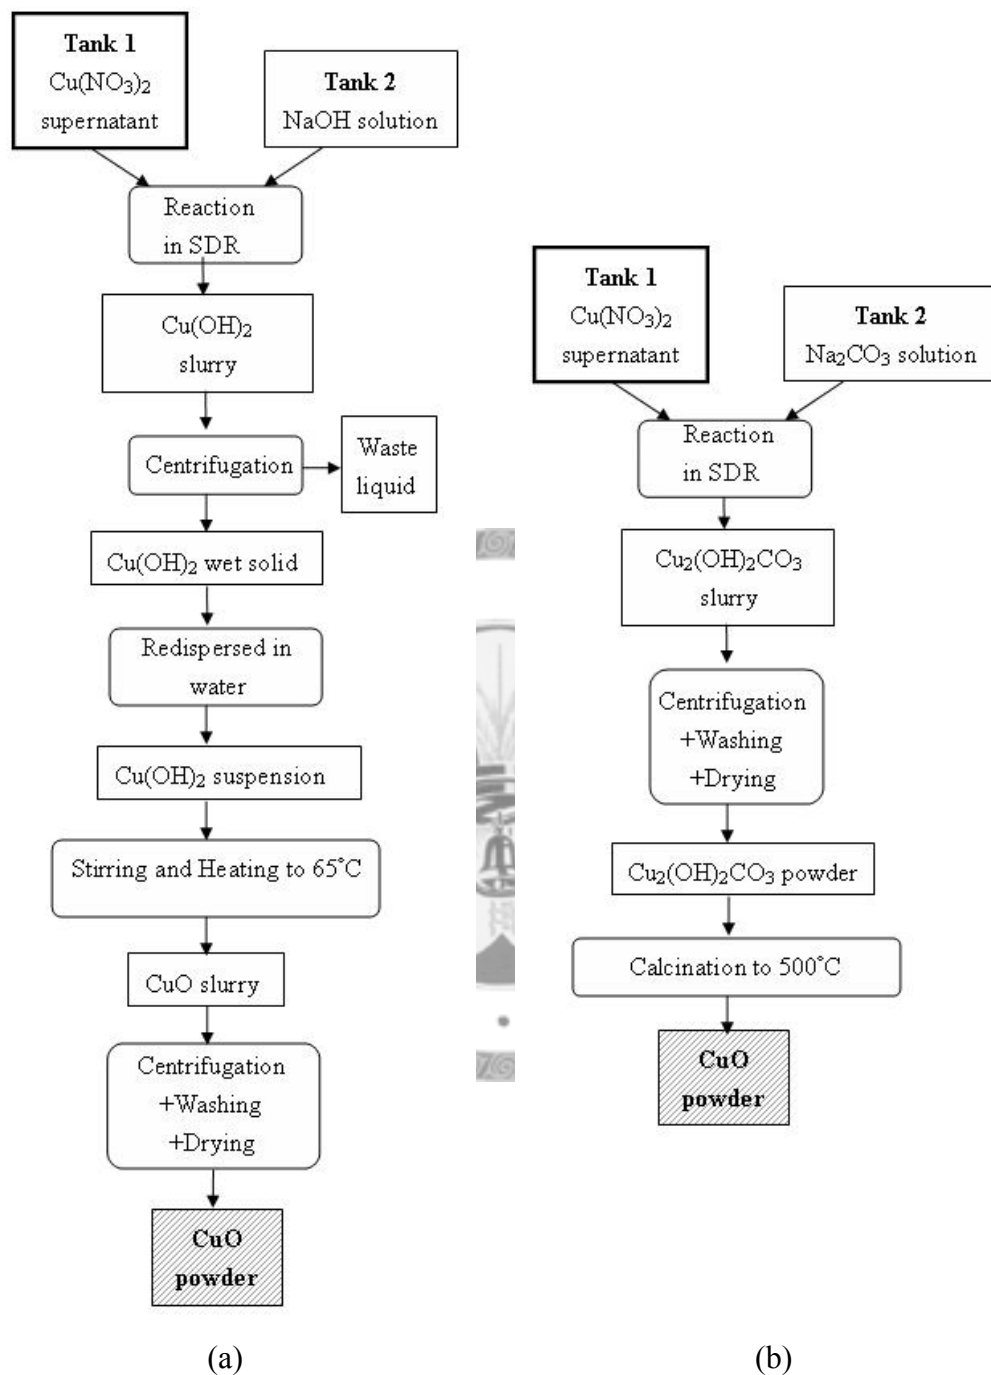 Tank 1
Cu(NO₃)₂
supernatant
Tank 2
NaOH solution
Reaction
in SDR
Cu(OH)₂
slurry
Centrifugation
Waste
liquid
Cu(OH)₂ wet solid
Redispersed in
water
Cu(OH)₂ suspension
Stirring and Heating to 65°C
CuO slurry
Centrifugation
+Washing
+Drying
CuO
powder
(a)
Tank 1
Cu(NO₃)₂
supernatant
Tank 2
Na₂CO₃ solution
Reaction
in SDR
Cu₂(OH)₂CO₃
slurry
Centrifugation
+Washing
+Drying
Cu₂(OH)₂CO₃ powder
Calcination to 500°C
CuO
powder
(b)